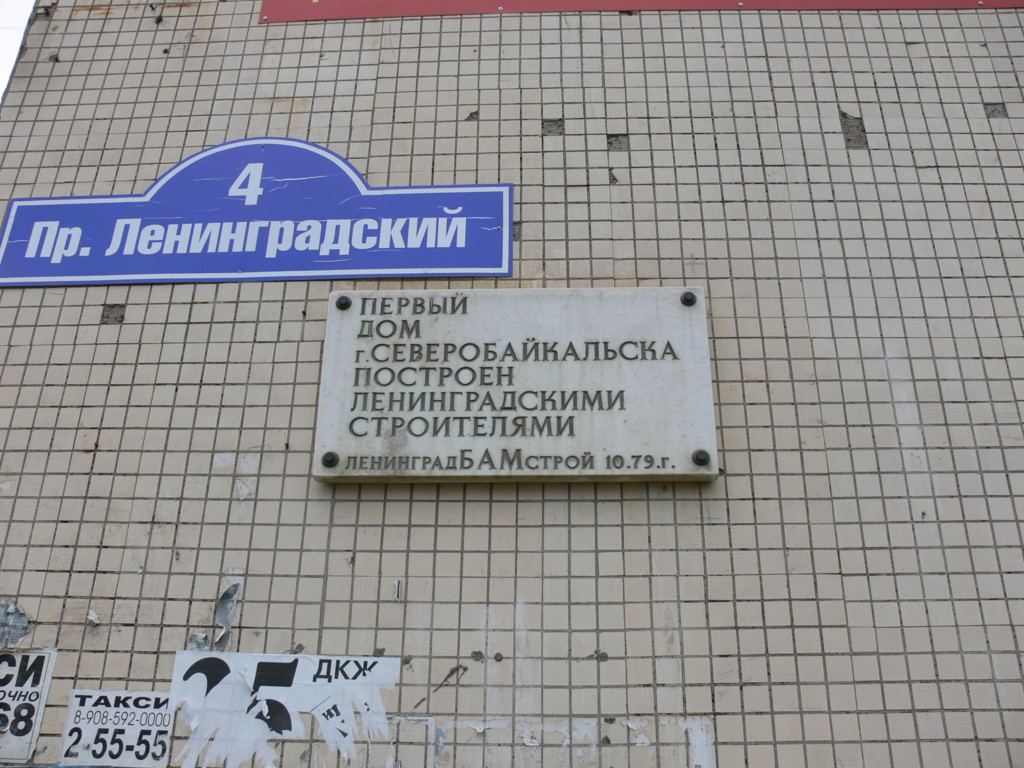 4
Пр. Ленинградский
ПЕРВЫЙ
ДОМ
г. СЕВЕРОБАЙКАЛЬСКА
ПОСТРОЕН
ЛЕНИНГРАДСКИМИ
СТРОИТЕЛЯМИ
ЛЕНИНГРАДБАМСТРОЙ 10.79.г.
25 ДКЖ
СИ
ОЧНО
68
ТАКСИ
8-908-592-0000
2-55-55